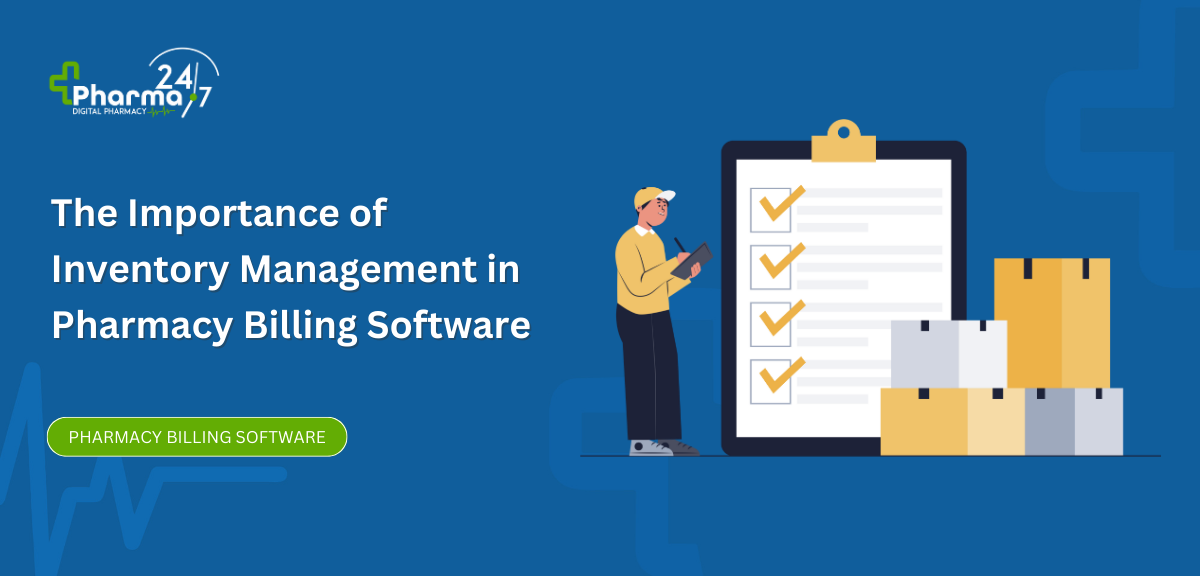 24/7
Pharma
DIGITAL PHARMACY
The Importance of
Inventory Management in
Pharmacy Billing Software
PHARMACY BILLING SOFTWARE